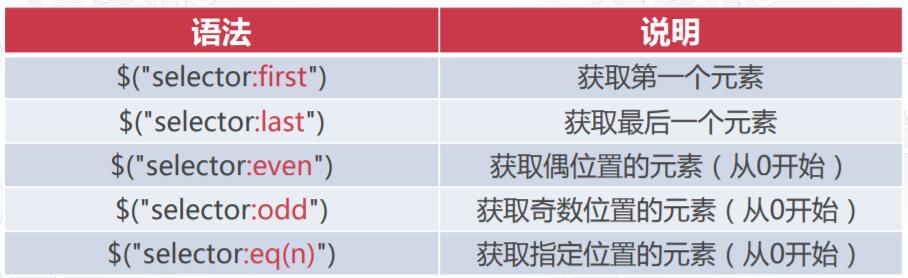 语法 说明
$("selector:first") 获取第一个元素
$("selector:last") 获取最后一个元素
$("selector:even") 获取偶位置的元素（从0开始）
$("selector:odd") 获取奇数位置的元素（从0开始）
$("selector:eq(n)") 获取指定位置的元素（从0开始）